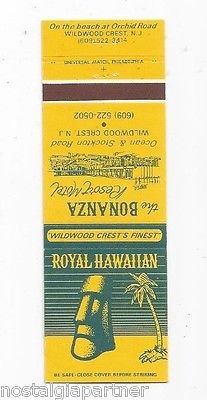 On the beach at Orchid Road
WILDWOOD CREST, N.J.
(609) 522-3414
UNIVERSAL MATCH, PHILADELPHIA
the BONANZA
Resort Motel
Ocean & Stockton Road
WILDWOOD CREST, N.J.
(609) 522-0502
"WILDWOOD CREST'S FINEST"
ROYAL HAWAIIAN
BE SAFE-CLOSE COVER BEFORE STRIKING
nostalgiapartner